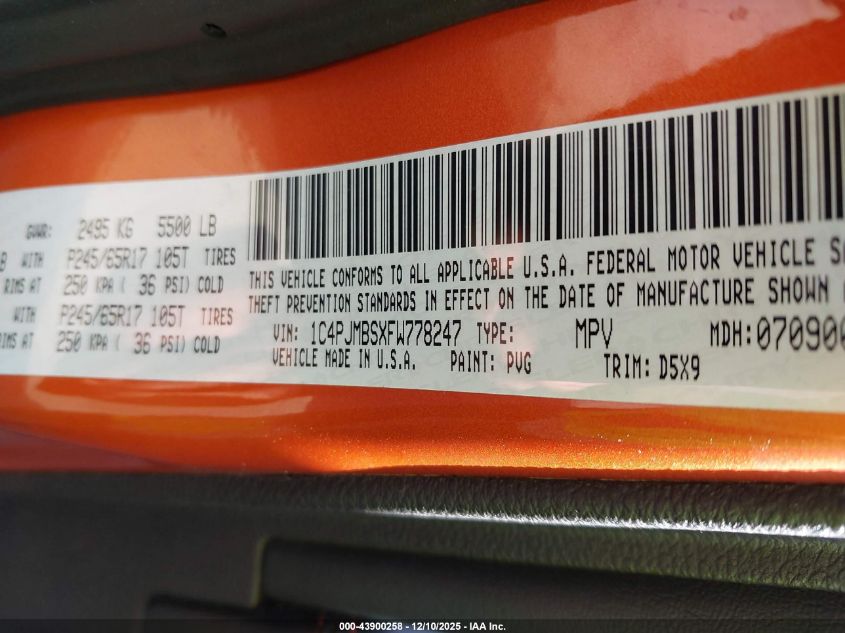 GVWR: 2495 KG 5500 LB
B WITH P245/65R17 105T TIRES
RIMS AT 250 KPA ( 36 PSI) COLD
WITH P245/65R17 105T TIRES
RIMS AT 250 KPA ( 36 PSI) COLD
THIS VEHICLE CONFORMS TO ALL APPLICABLE U.S.A. FEDERAL MOTOR VEHICLE SA
THEFT PREVENTION STANDARDS IN EFFECT ON THE DATE OF MANUFACTURE SHOWN
VIN: 1C4PJMBSXFW778247 TYPE: MPV MDH: 070900
VEHICLE MADE IN U.S.A. PAINT: PVG TRIM: D5X9
000-43900258 - 12/10/2025 - IAA Inc.